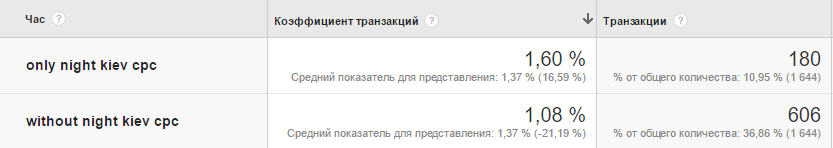 Час ? Коэффициент транзакций ? Транзакции ?
only night kiev cpc 1,60 % 180
Средний показатель для представления: 1,37 % (16,59 %) % от общего количества: 10,95 % (1 644)
without night kiev cpc 1,08 % 606
Средний показатель для представления: 1,37 % (-21,19 %) % от общего количества: 36,86 % (1 644)